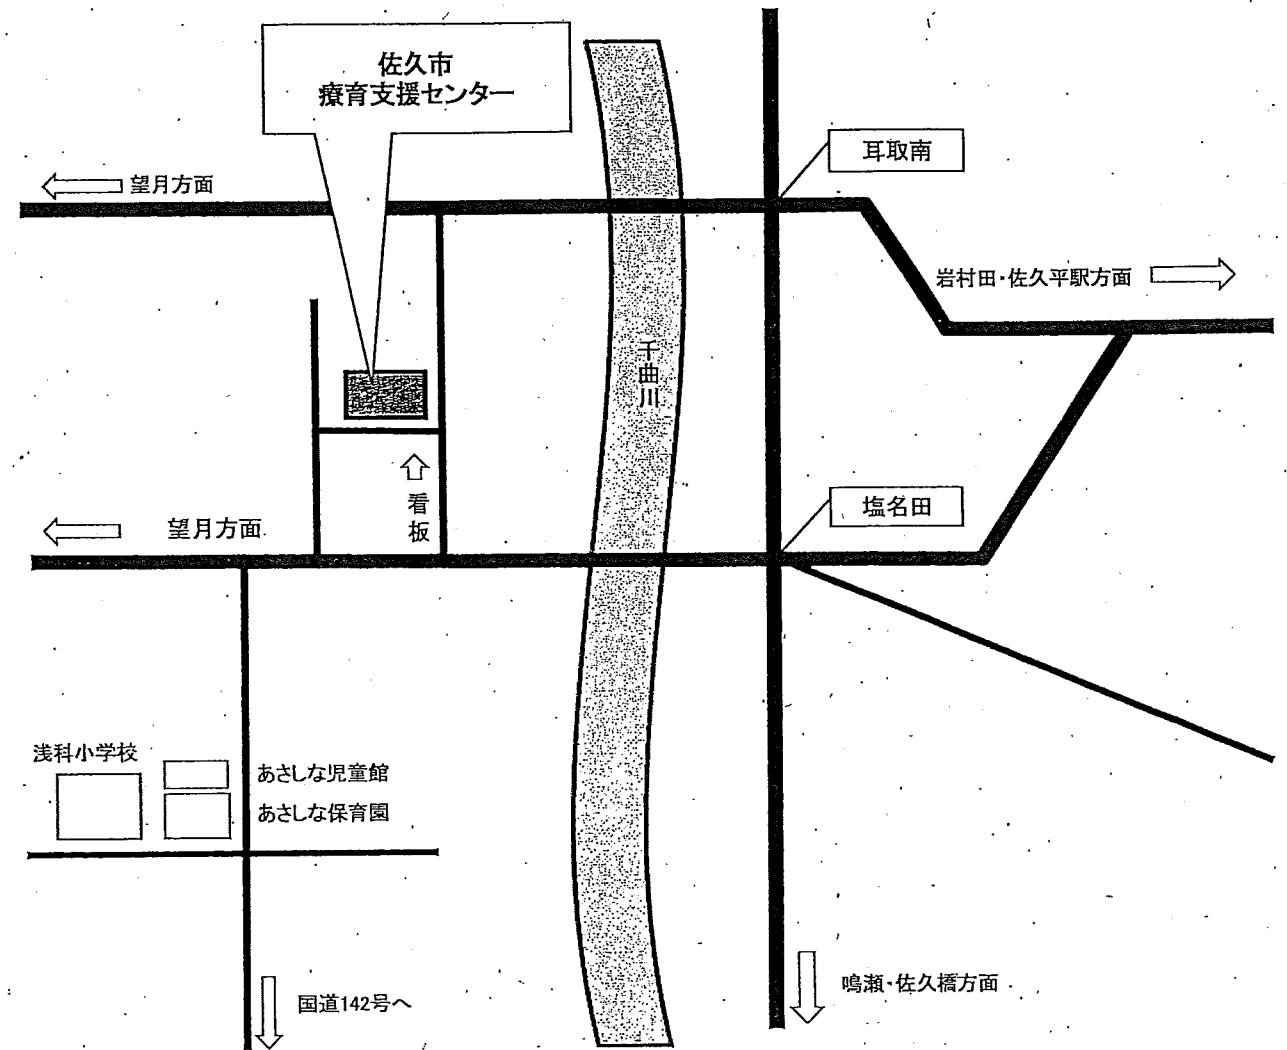 佐久市
療育支援センター
耳取南
望月方面
岩村田・佐久平駅方面
千曲川
看板
塩名田
望月方面
浅科小学校
あさしな児童館
あさしな保育園
鳴瀬・佐久橋方面
国道142号へ